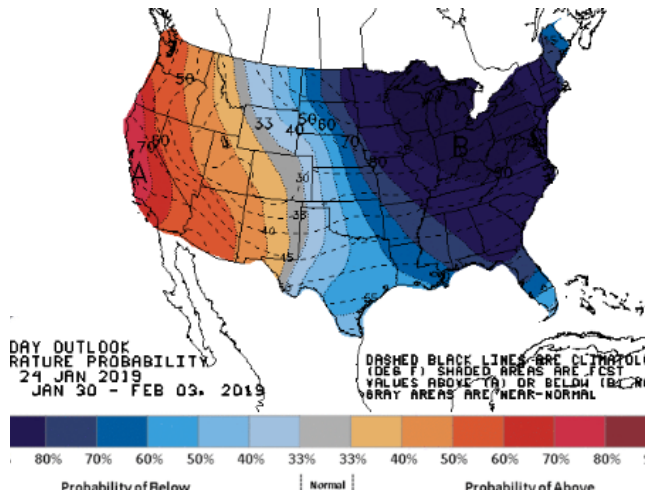 50
33
50
40
60
70
60
70
A
80
B
90
30
35
40
45
55
DAY OUTLOOK
RATURE PROBABILITY
24 JAN 2019
JAN 30 - FEB 03, 2019
DASHED BLACK LINES ARE CLIMATOL
(DEG F) SHADED AREAS ARE FCST
VALUES ABOVE (A) OR BELOW (B)
GRAY AREAS ARE NEAR-NORMAL
80% 70% 60% 50% 40% 33% 33% 40% 50% 60% 70% 80%
Probability of Below Normal Probability of Above